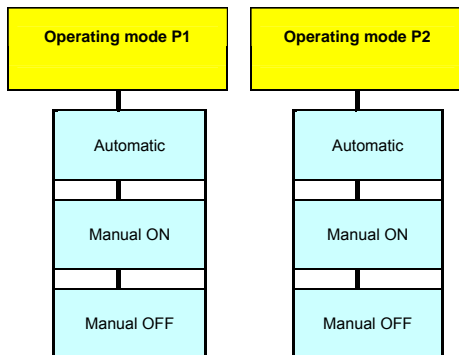 Operating mode P1
Automatic
Manual ON
Manual OFF
Operating mode P2
Automatic
Manual ON
Manual OFF